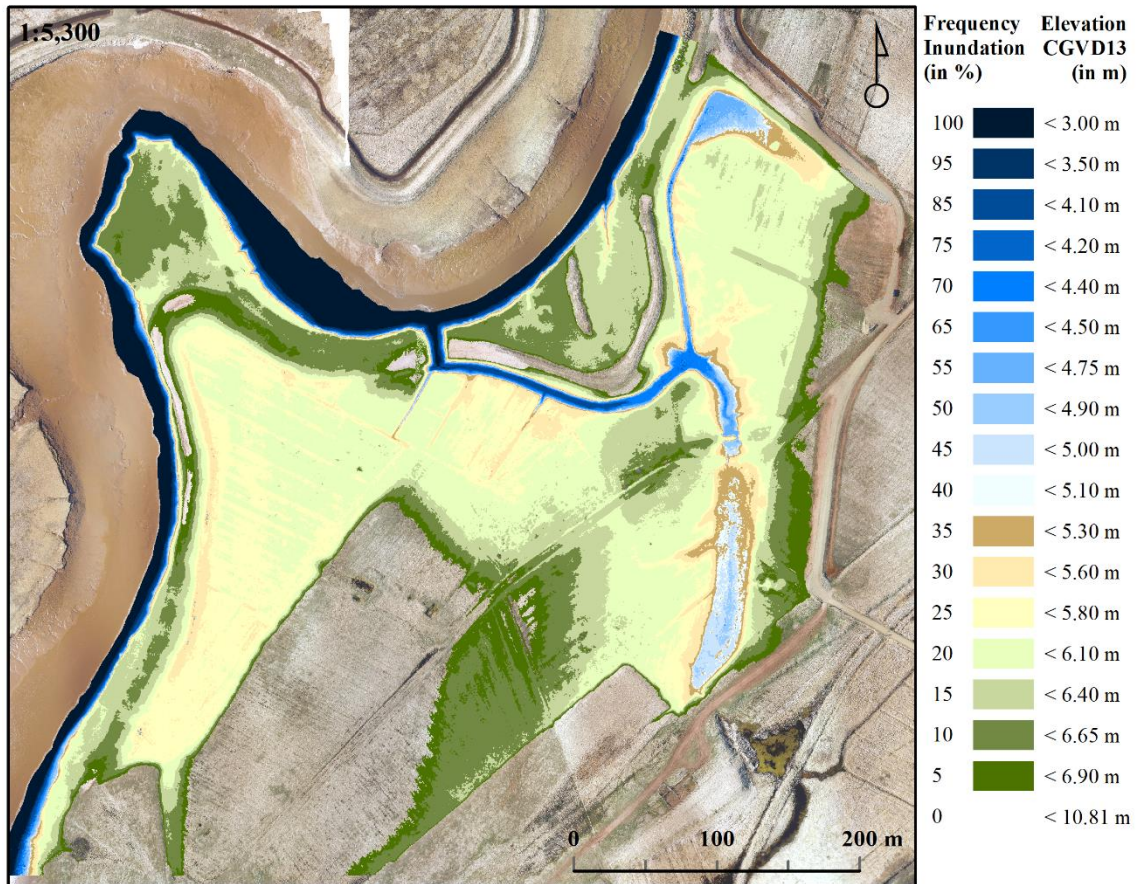 1:5,300
Frequency Elevation
Inundation CGVD13
(in %) (in m)
100 < 3.00 m
95 < 3.50 m
85 < 4.10 m
75 < 4.20 m
70 < 4.40 m
65 < 4.50 m
55 < 4.75 m
50 < 4.90 m
45 < 5.00 m
40 < 5.10 m
35 < 5.30 m
30 < 5.60 m
25 < 5.80 m
20 < 6.10 m
15 < 6.40 m
10 < 6.65 m
5 < 6.90 m
0 < 10.81 m
0 100 200 m